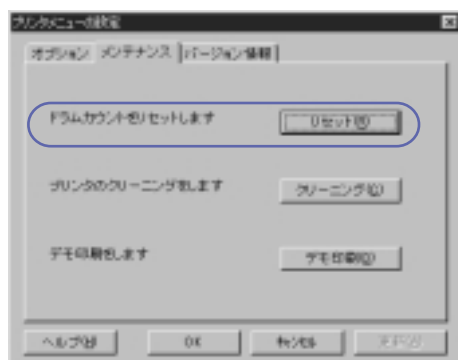 プリンタメニューの設定
オプション メンテナンス バージョン情報
ドラムカウントをリセットします リセット(R)
プリンタのクリーニングをします クリーニング(C)
デモ印刷をします デモ印刷(D)
ヘルプ(H) OK キャンセル 更新(U)